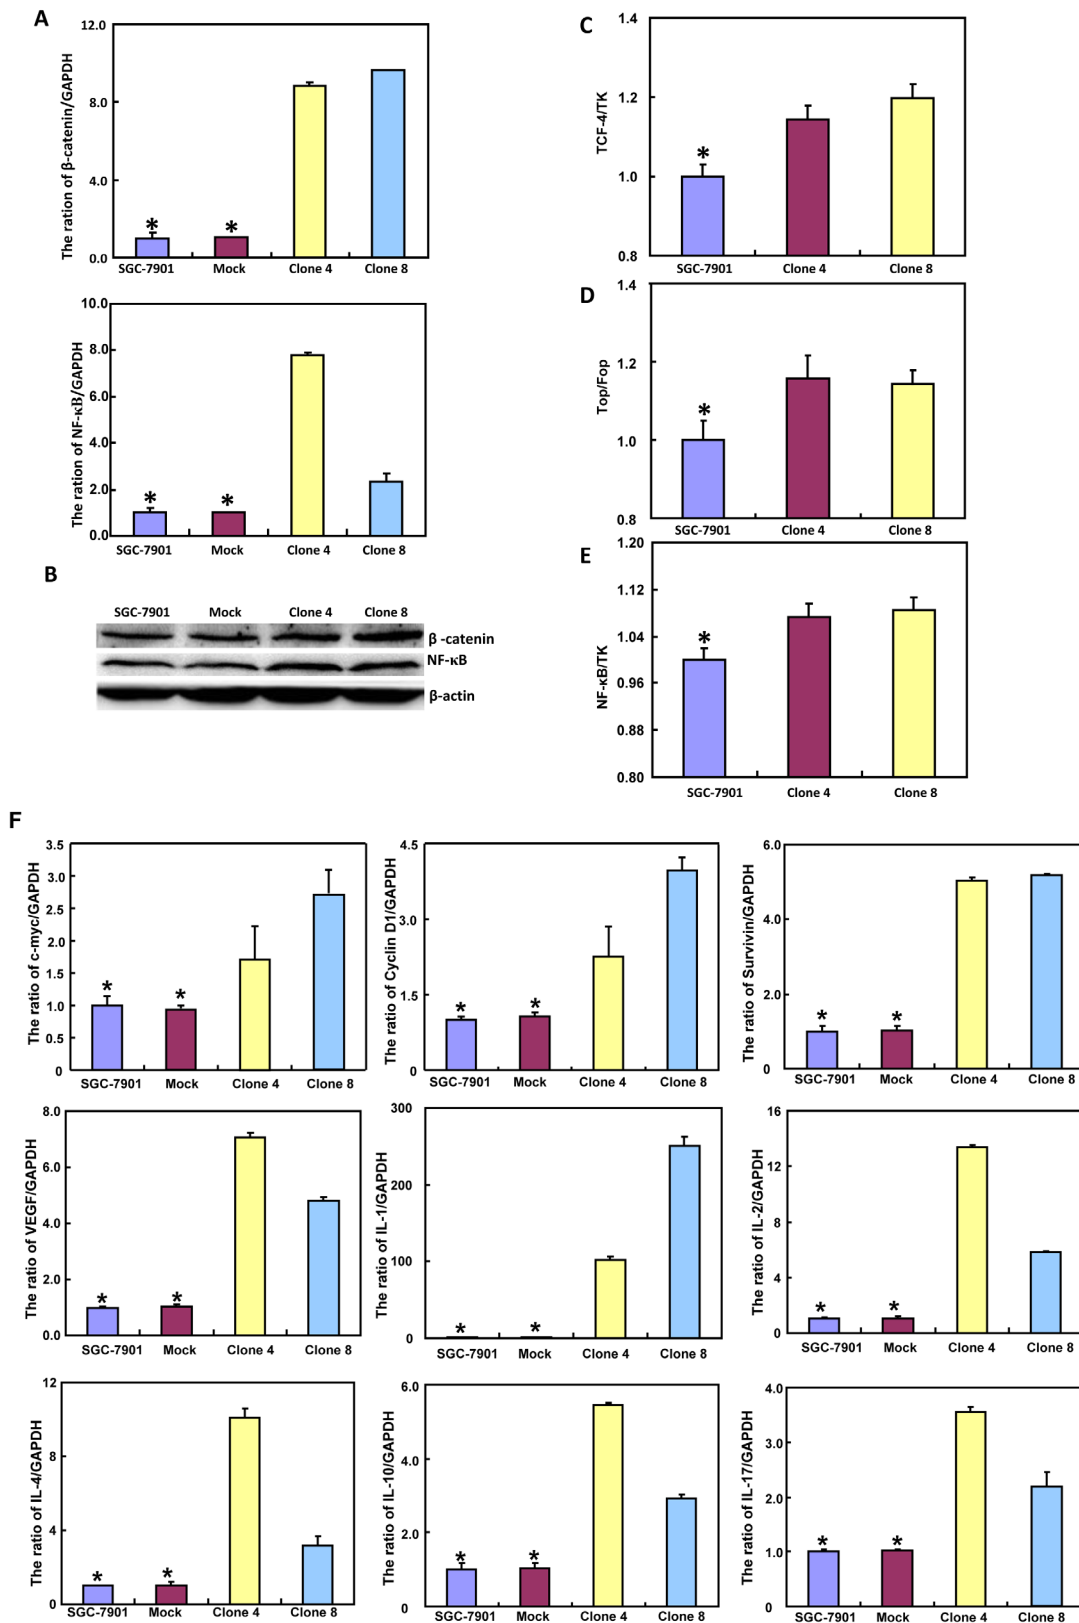 A
The ration of β-catenin/GAPDH
12.0
8.0
4.0
0.0
*
*
SGC-7901 Mock Clone 4 Clone 8
The ration of NF-κB/GAPDH
10.0
8.0
6.0
4.0
2.0
0.0
*
*
SGC-7901 Mock Clone 4 Clone 8
B
SGC-7901 Mock Clone 4 Clone 8
β -catenin
NF-κB
β-actin
C
TCF-4/TK
1.4
1.2
1.0
0.8
*
SGC-7901 Clone 4 Clone 8
D
Top/Fop
1.4
1.2
1.0
0.8
*
SGC-7901 Clone 4 Clone 8
E
NF-κB/TK
1.20
1.12
1.04
0.96
0.88
0.80
*
SGC-7901 Clone 4 Clone 8
F
The ratio of c-myc/GAPDH
3.5
3.0
2.5
2.0
1.5
1.0
0.5
0
*
*
SGC-7901 Mock Clone 4 Clone 8
The ratio of Cyclin D1/GAPDH
4.5
3.0
1.5
0
*
*
SGC-7901 Mock Clone 4 Clone 8
The ratio of Survivin/GAPDH
6.0
4.0
2.0
0
*
*
SGC-7901 Mock Clone 4 Clone 8
The ratio of VEGF/GAPDH
8.0
6.0
4.0
2.0
0.0
*
*
SGC-7901 Mock Clone 4 Clone 8
The ratio of IL-1/GAPDH
300
200
100
0
*
*
SGC-7901 Mock Clone 4 Clone 8
The ratio of IL-2/GAPDH
16
12
8
4
0
*
*
SGC-7901 Mock Clone 4 Clone 8
The ratio of IL-4/GAPDH
12
8
4
0
*
*
SGC-7901 Mock Clone 4 Clone 8
The ratio of IL-10/GAPDH
6.0
4.0
2.0
0
*
*
SGC-7901 Mock Clone 4 Clone 8
The ratio of IL-17/GAPDH
4.0
3.0
2.0
1.0
0
*
*
SGC-7901 Mock Clone 4 Clone 8